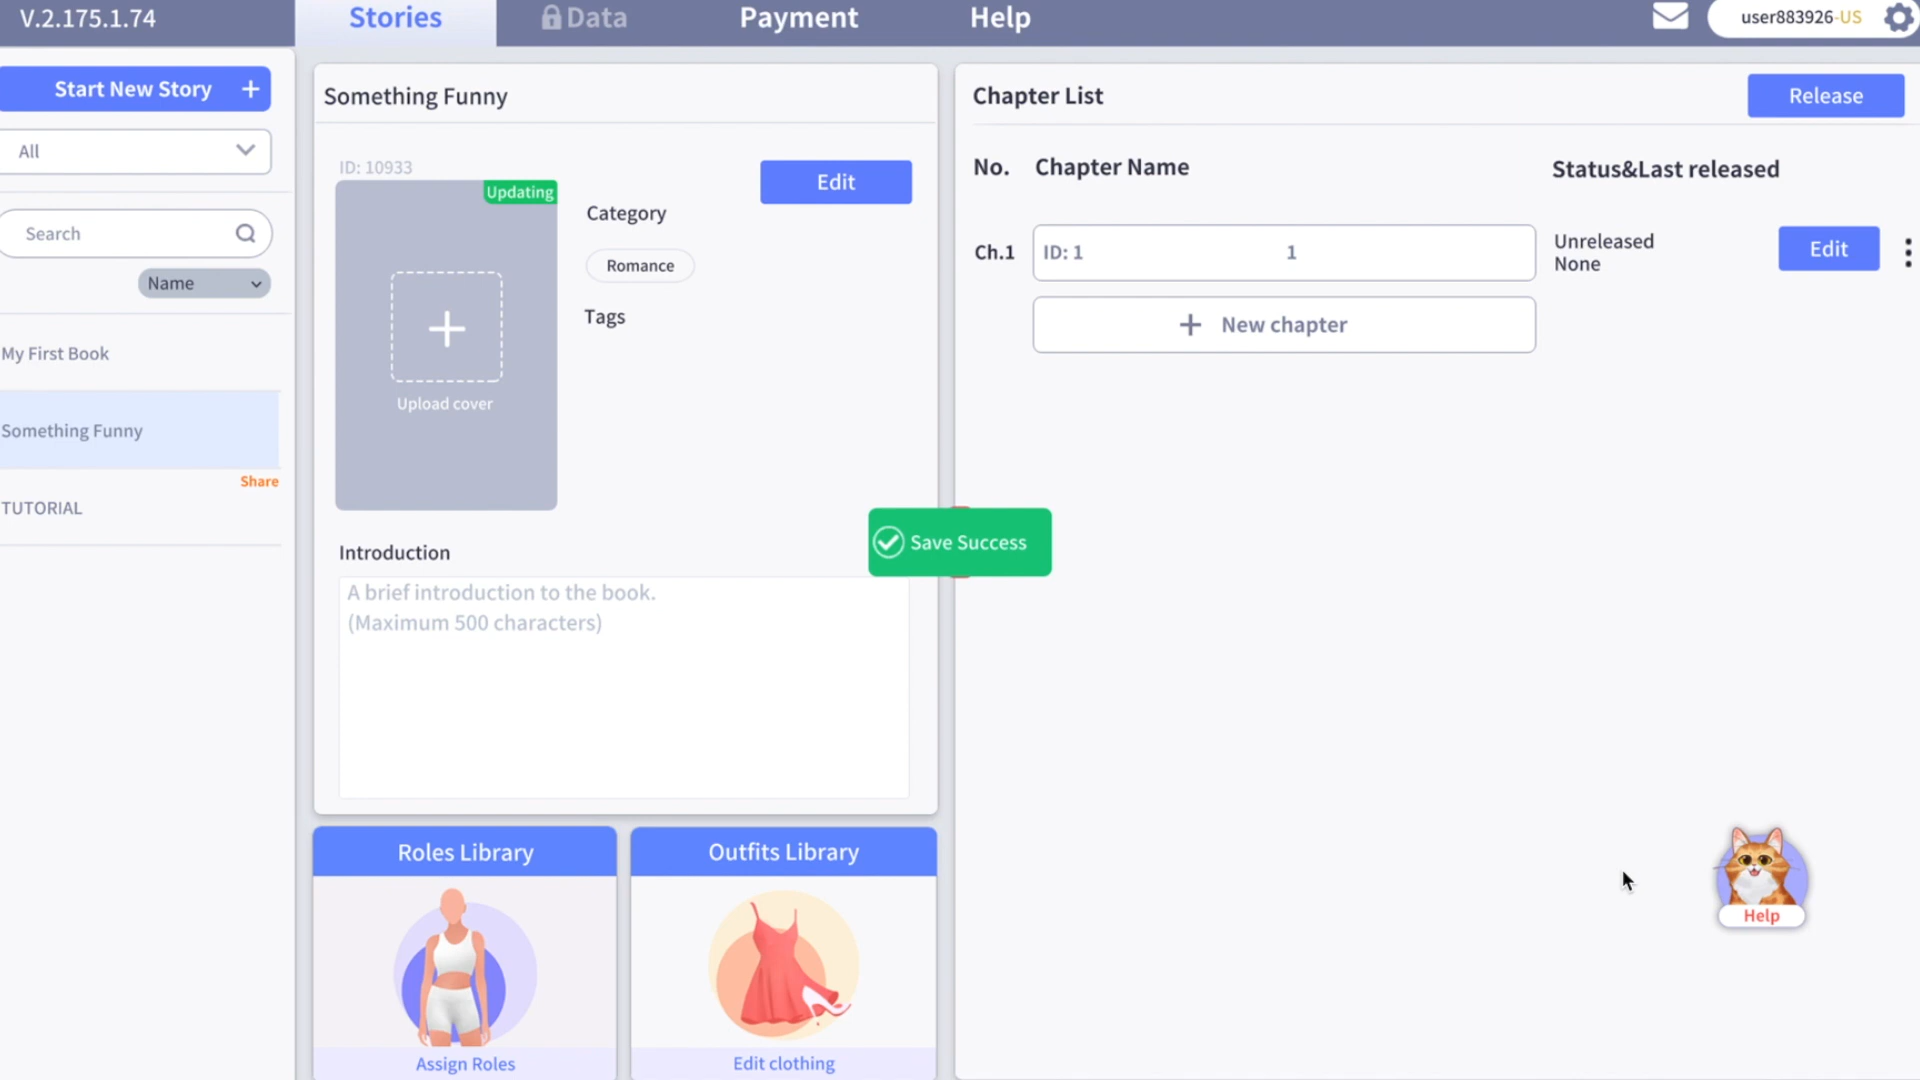 V.2.175.1.74
Stories
Data
Payment
Help
user883926-US
Start New Story +
All
Search
Name
My First Book
Something Funny
Share
TUTORIAL
Something Funny
ID: 10933
Updating
Edit
Category
Romance
Tags
Upload cover
Introduction
A brief introduction to the book.
(Maximum 500 characters)
Roles Library
Outfits Library
Assign Roles
Edit clothing
Save Success
Chapter List
Release
No. Chapter Name Status&Last released
Ch.1 ID: 1 1 Unreleased
None
Edit
+ New chapter
Help